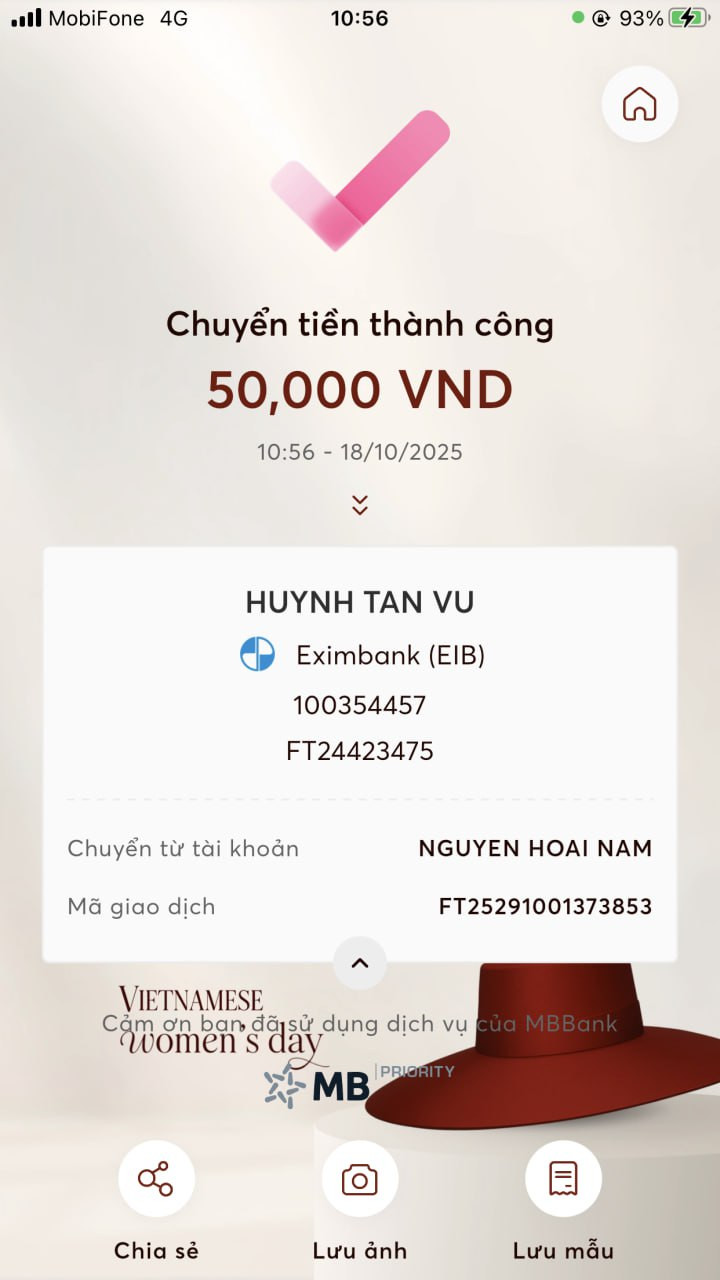 MobiFone 4G 10:56 93%
Chuyển tiền thành công
50,000 VND
10:56 - 18/10/2025
HUYNH TAN VU
Eximbank (EIB)
100354457
FT24423475
Chuyển từ tài khoản NGUYEN HOAI NAM
Mã giao dịch FT25291001373853
VIETNAMESE
women's day
Cảm ơn bạn đã sử dụng dịch vụ của MBBank
MB PRIORITY
Chia sẻ Lưu ảnh Lưu mẫu